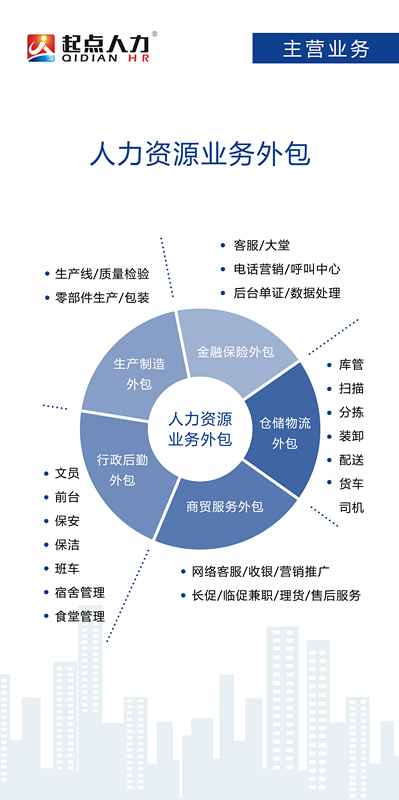 起点人力®
QIDIAN HR
主营业务
人力资源业务外包
• 客服/大堂
• 电话营销/呼叫中心
• 后台单证/数据处理
• 生产线/质量检验
• 零部件生产/包装
金融保险外包
生产制造
外包
• 库管
• 扫描
• 分拣
• 装卸
• 配送
• 货车
司机
仓储物流
外包
人力资源
业务外包
行政后勤
外包
商贸服务外包
• 文员
• 前台
• 保安
• 保洁
• 班车
• 宿舍管理
• 食堂管理
• 网络客服/收银/营销推广
• 长促/临促兼职/理货/售后服务